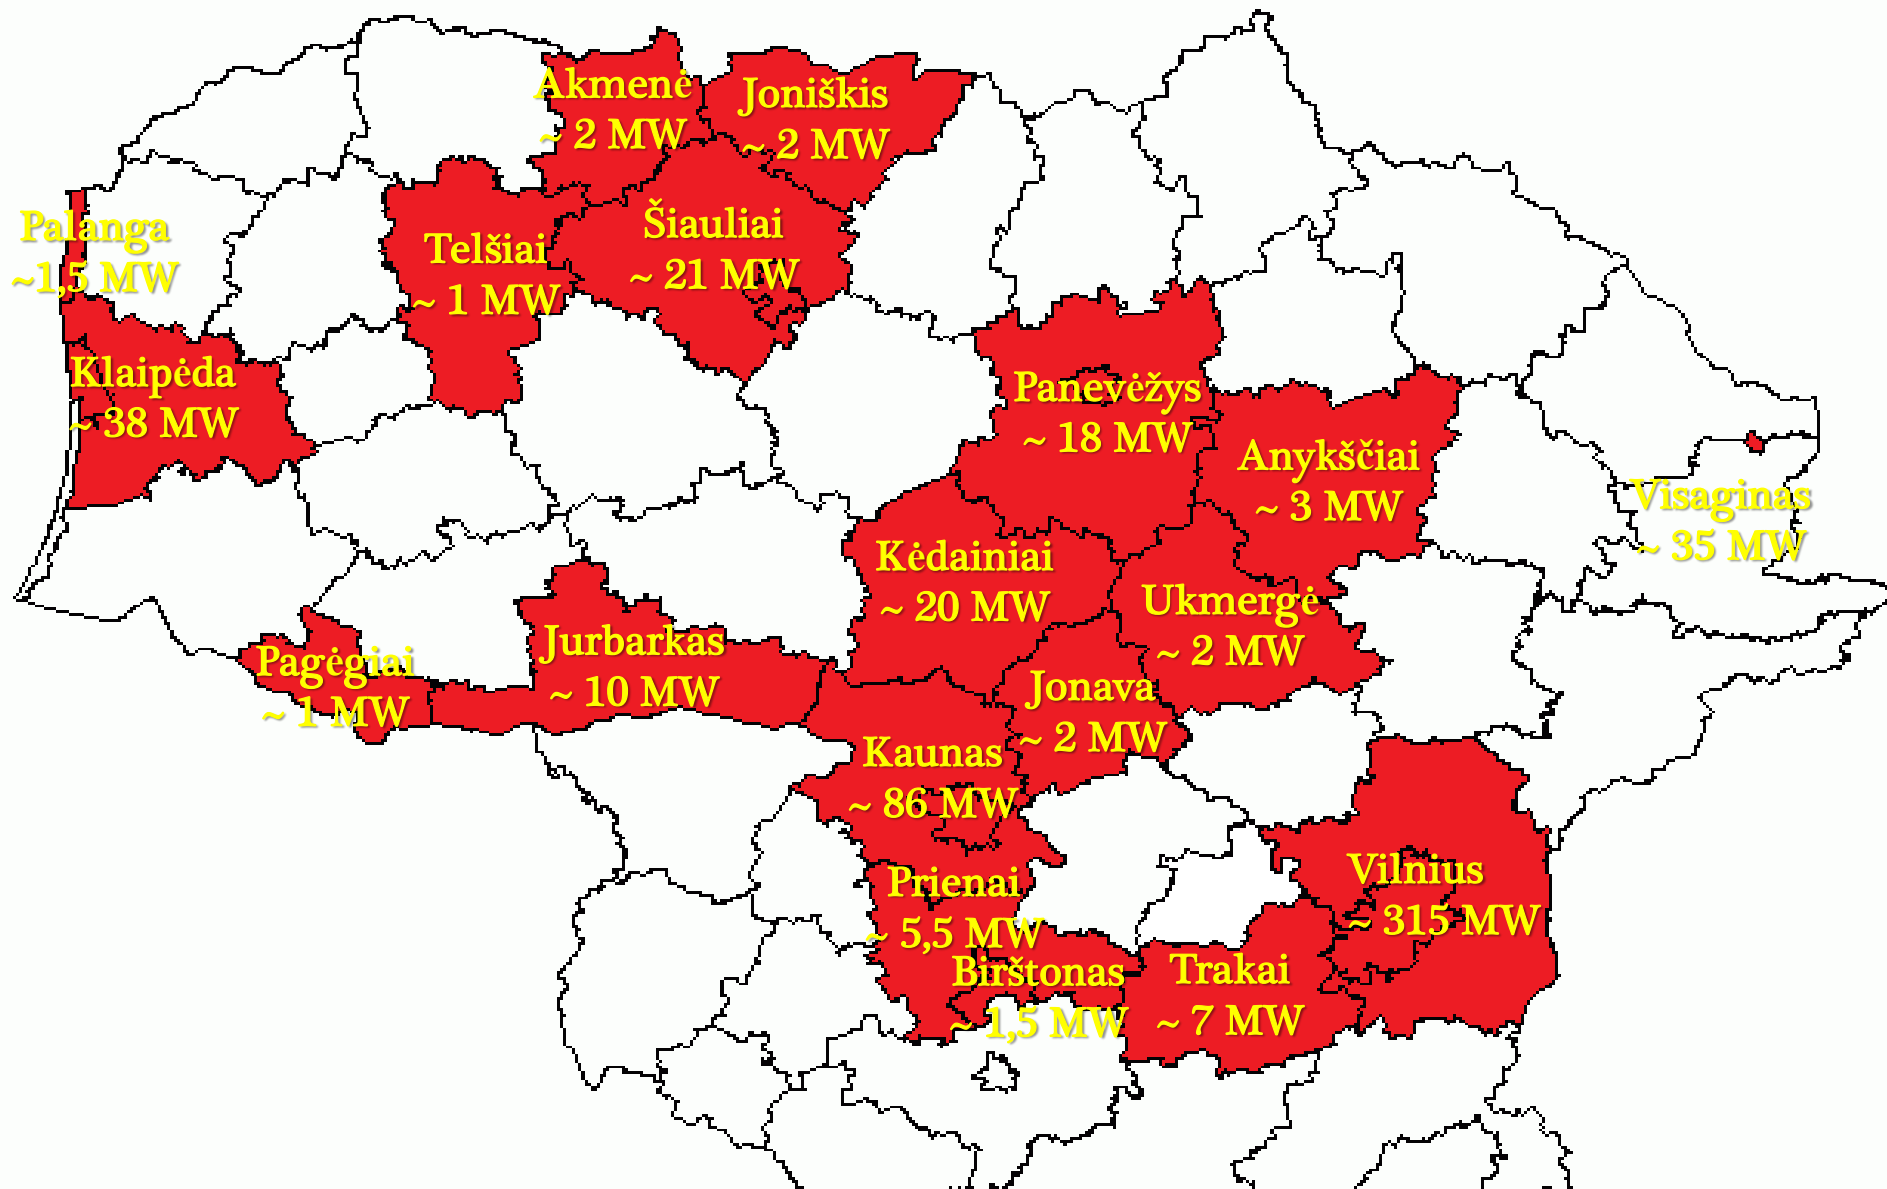 Akmenė
~ 2 MW
Joniškis
~ 2 MW
Palanga
~1,5 MW
Telšiai
~ 1 MW
Šiauliai
~ 21 MW
Klaipėda
~ 38 MW
Panevėžys
~ 18 MW
Anykščiai
~ 3 MW
Visaginas
~ 35 MW
Kėdainiai
~ 20 MW
Ukmergė
~ 2 MW
Pagėgiai
~ 1 MW
Jurbarkas
~ 10 MW
Jonava
~ 2 MW
Kaunas
~ 86 MW
Prienai
~ 5,5 MW
Vilnius
~ 315 MW
Birštonas
~ 1,5 MW
Trakai
~ 7 MW